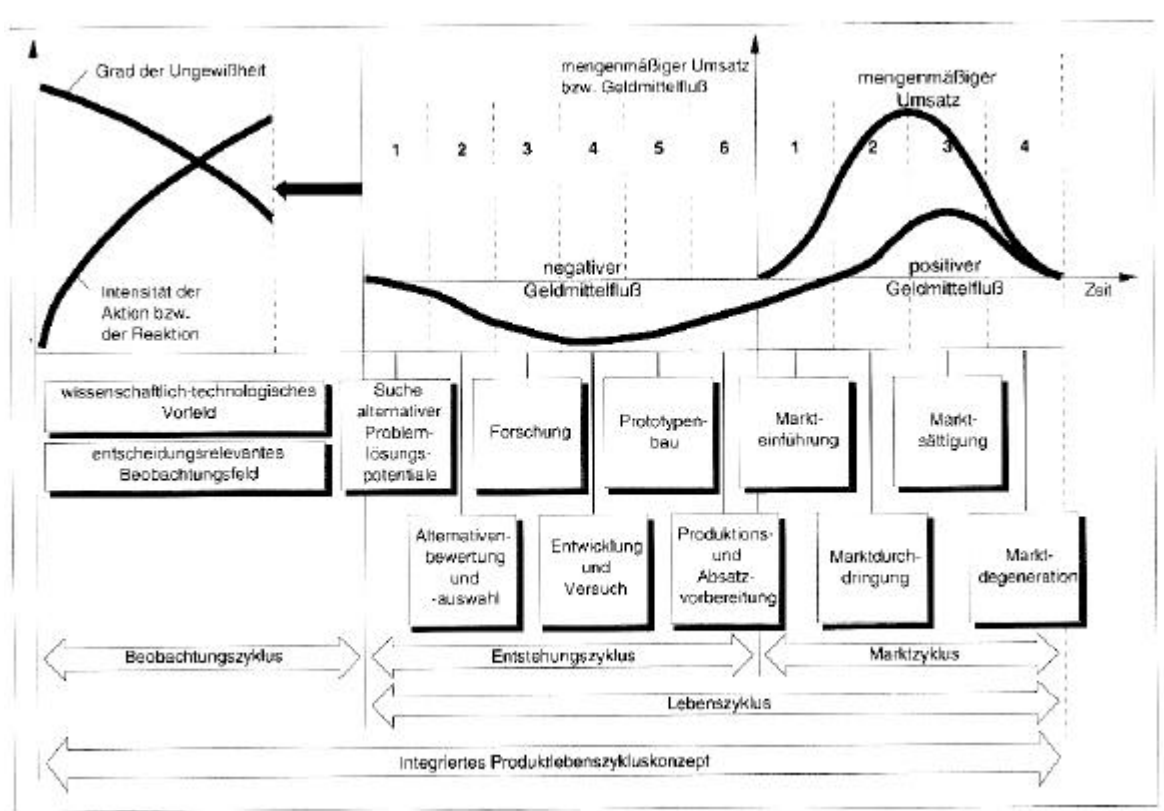 Grad der Ungewißheit
mengenmäßiger Umsatz
bzw. Geldmittelfluß
mengenmäßiger
Umsatz
1
2
3
4
5
6
1
2
3
4
negativer
Geldmittelfluß
positiver
Geldmittelfluß
Zeit
Intensität der
Aktion bzw.
der Reaktion
wissenschaftlich-technologisches
Vorfeld
entscheidungsrelevantes
Beobachtungsfeld
Suche
alternativer
Problem-
lösungs-
potentiale
Forschung
Prototypen-
bau
Markt-
einführung
Markt-
sättigung
Alternativen-
bewertung
und
-auswahl
Entwicklung
und
Versuch
Produktions-
und
Absatz-
vorbereitung
Marktdurch-
dringung
Markt-
degeneration
Beobachtungszyklus
Entstehungszyklus
Marktzyklus
Lebenszyklus
Integriertes Produktlebenszykluskonzept